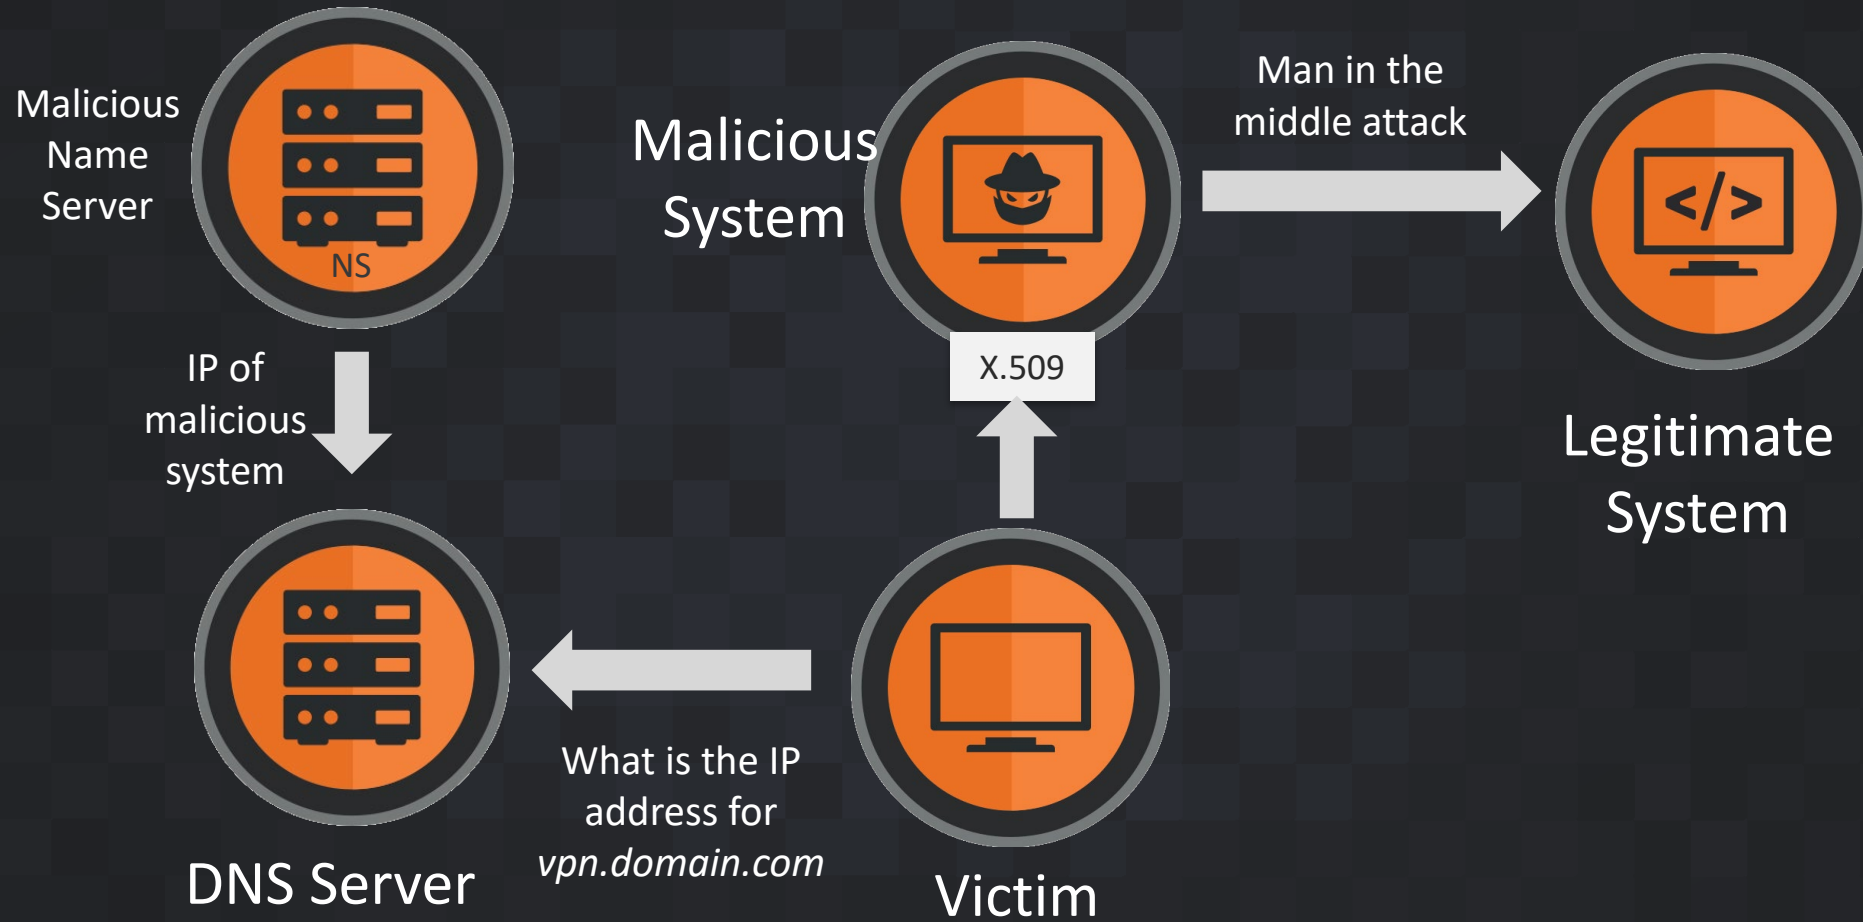 Malicious
Name
Server
NS
Malicious
System
X.509
Man in the
middle attack
</>
Legitimate
System
IP of
malicious
system
DNS Server
What is the IP
address for
vpn.domain.com
Victim